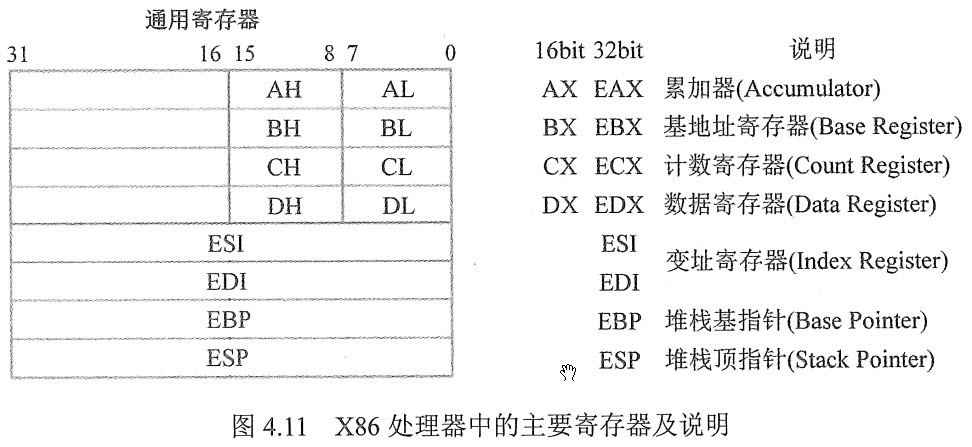 通用寄存器
31 16 15 8 7 0 16bit 32bit 说明
AH AL AX EAX 累加器(Accumulator)
BH BL BX EBX 基地址寄存器(Base Register)
CH CL CX ECX 计数寄存器(Count Register)
DH DL DX EDX 数据寄存器(Data Register)
ESI ESI
变址寄存器(Index Register)
EDI EDI
EBP EBP 堆栈基指针(Base Pointer)
ESP ESP 堆栈顶指针(Stack Pointer)
图 4.11 X86 处理器中的主要寄存器及说明